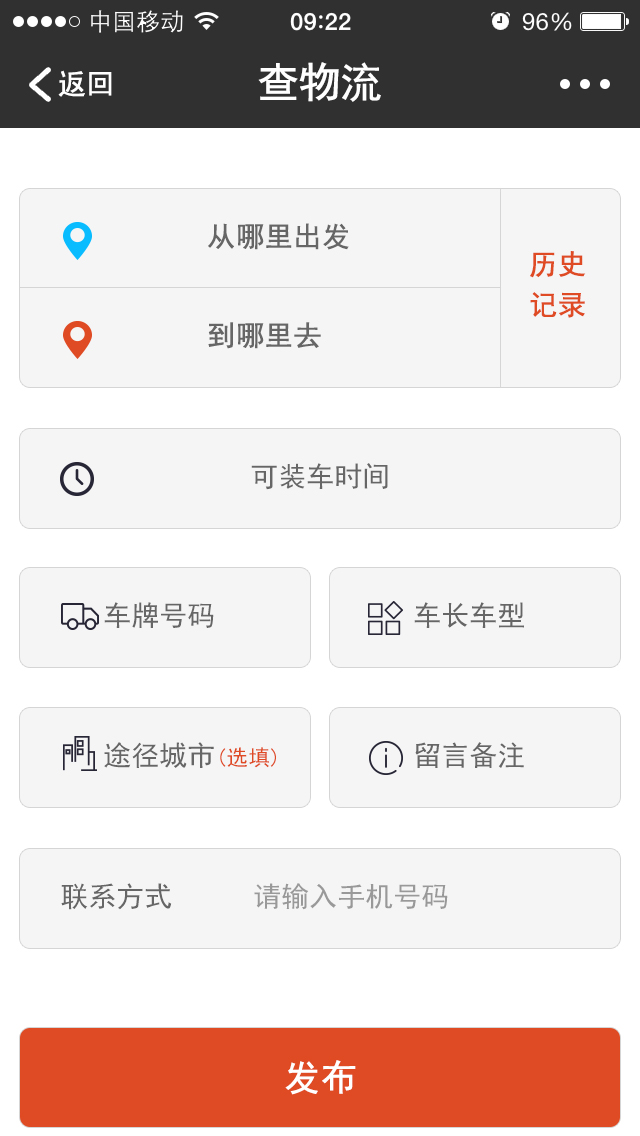 中国移动 09:22 96%
返回 查物流
从哪里出发
到哪里去
历史
记录
可装车时间
车牌号码 车长车型
途径城市(选填) 留言备注
联系方式 请输入手机号码
发布